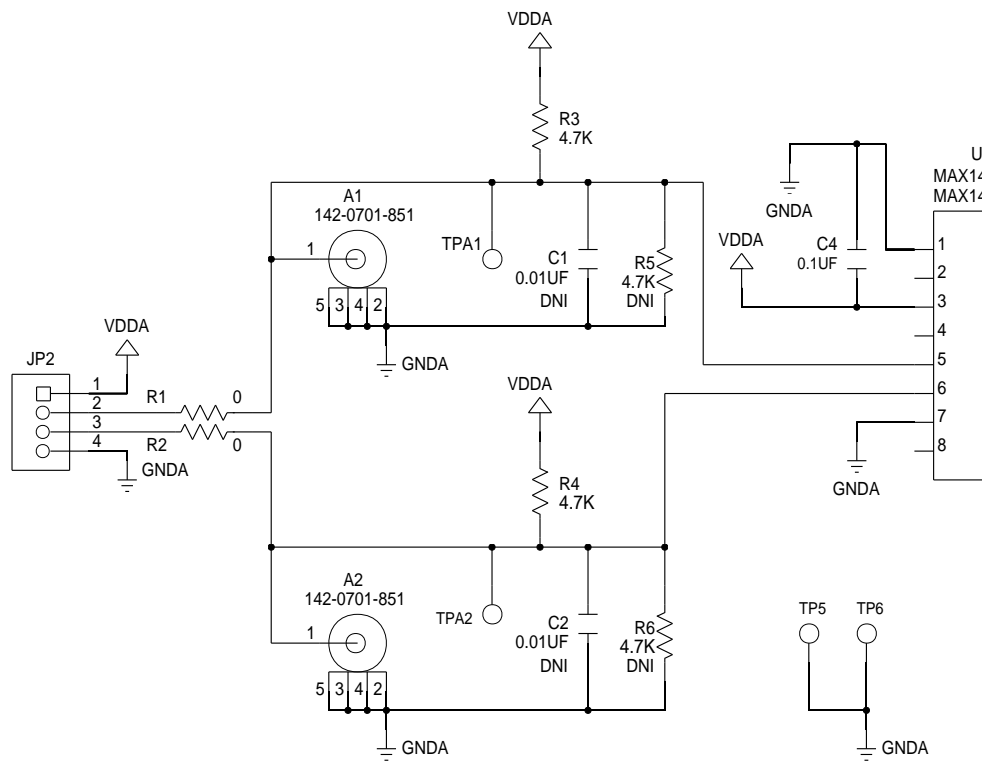 VDDA
R3
4.7K
A1
142-0701-851
1
TPA1
C1
0.01UF
DNI
R5
4.7K
DNI
5 3 4 2
GNDA
GNDA
VDDA
C4
0.1UF
U
MAX14
MAX14
1
2
3
4
5
6
7
8
GNDA
VDDA
JP2
1
2
3
4
R1
0
R2
0
GNDA
VDDA
R4
4.7K
A2
142-0701-851
1
TPA2
C2
0.01UF
DNI
R6
4.7K
DNI
5 3 4 2
GNDA
TP5
TP6
GNDA